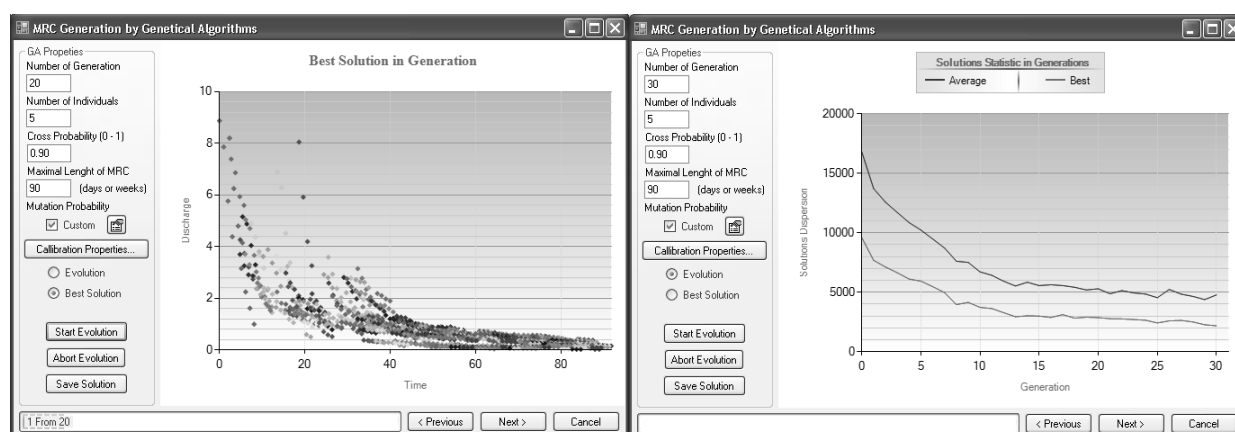 MRC Generation by Genetical Algorithms
GA Propeties
Number of Generation
20
Number of Individuals
5
Cross Probability (0 - 1)
0.90
Maximal Lenght of MRC
90 (days or weeks)
Mutation Probability
Custom
Callibration Properties...
Evolution
Best Solution
Start Evolution
Abort Evolution
Save Solution
Best Solution in Generation
10
8
6
4
2
0
Discharge
0 20 40 60 80
Time
1 From 20
< Previous Next > Cancel
MRC Generation by Genetical Algorithms
GA Propeties
Number of Generation
30
Number of Individuals
5
Cross Probability (0 - 1)
0.90
Maximal Lenght of MRC
90 (days or weeks)
Mutation Probability
Custom
Callibration Properties...
Evolution
Best Solution
Start Evolution
Abort Evolution
Save Solution
Solutions Statistic in Generations
Average Best
20000
15000
10000
5000
0
Solutions Dispersion
0 5 10 15 20 25 30
Generation
< Previous Next > Cancel